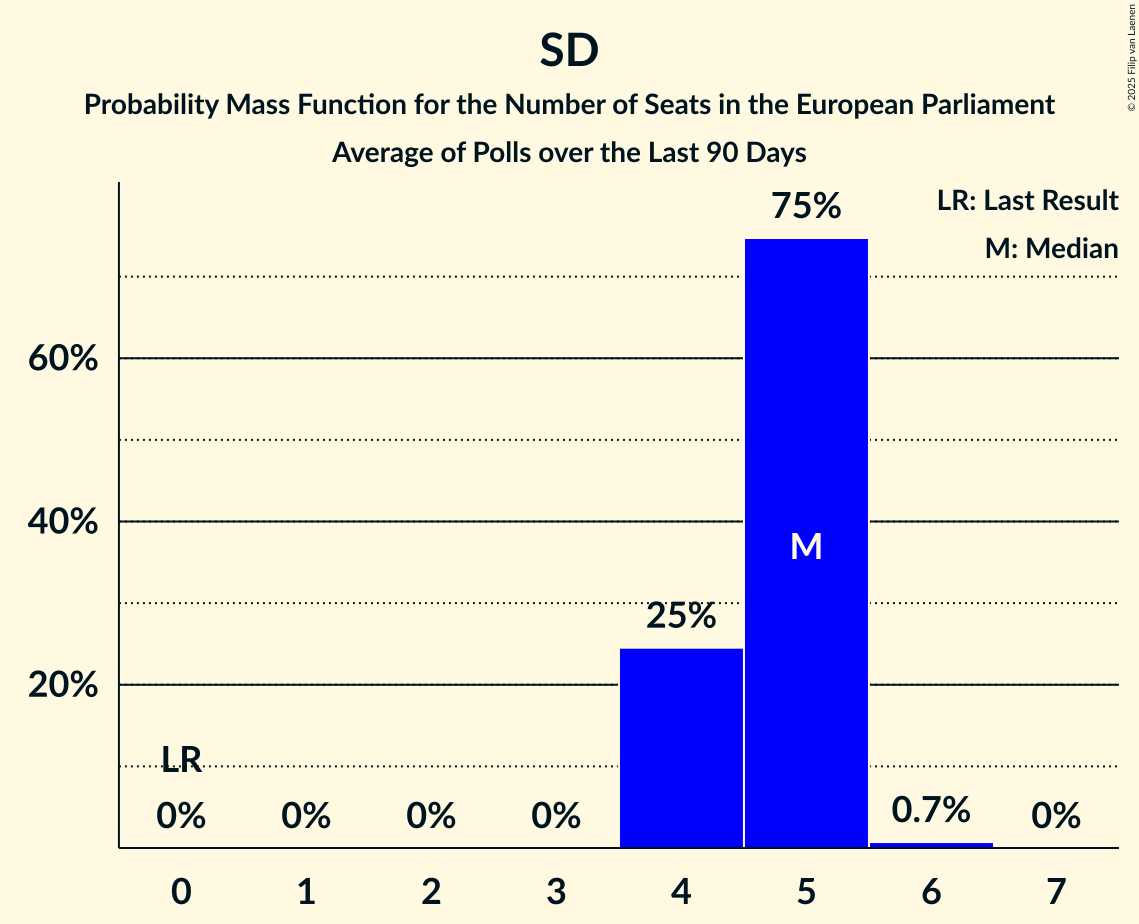 SD
Probability Mass Function for the Number of Seats in the European Parliament
Average of Polls over the Last 90 Days
© 2025 Filip van Laenen
LR: Last Result
M: Median
75%
60%
40%
M
25%
20%
LR
0%
0%
0%
0%
0.7%
0%
0
1
2
3
4
5
6
7